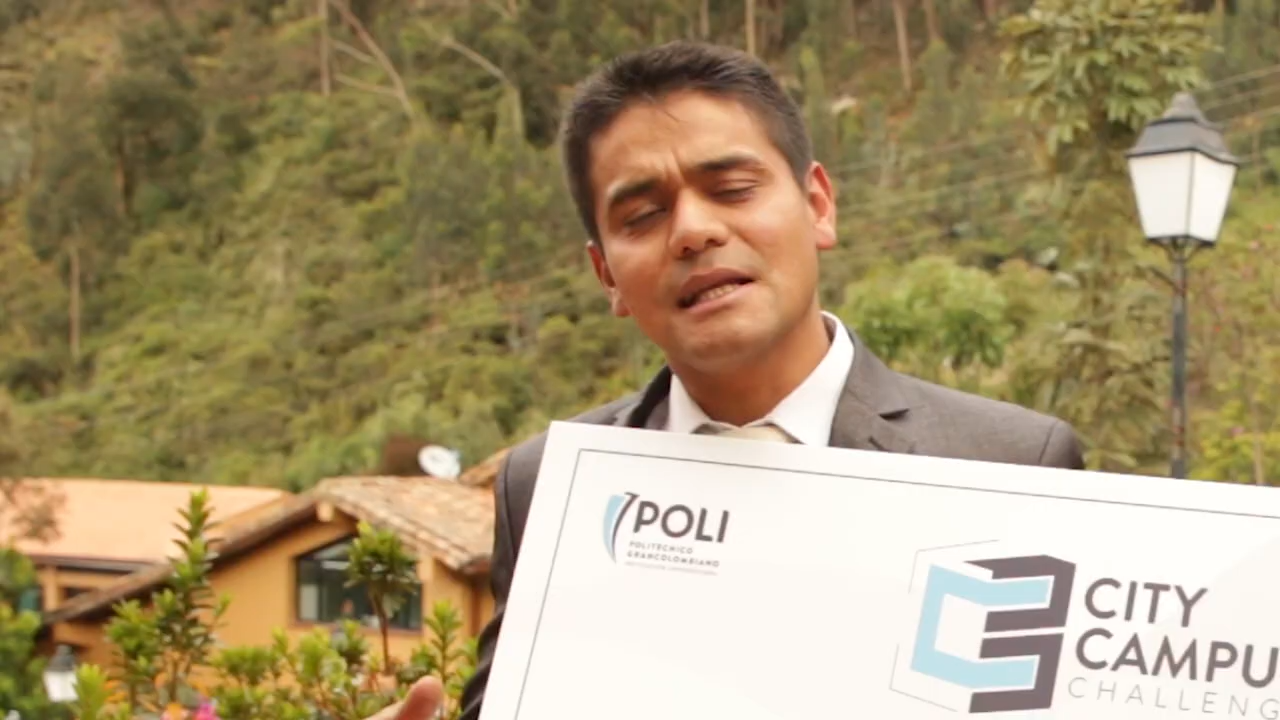 POLI
POLITÉCNICO
GRANCOLOMBIANO
CITY
CAMPU
CHALLENG